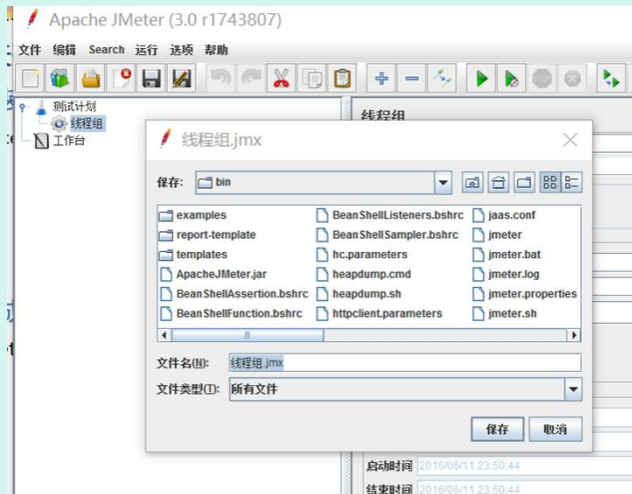 Apache JMeter (3.0 r1743807)
文件 编辑 Search 运行 选项 帮助
测试计划
线程组
工作台
线程组
线程组.jmx
保存: bin
examples BeanShellListeners.bshrc jaas.conf
report-template BeanShellSampler.bshrc jmeter
templates hc.parameters jmeter.bat
ApacheJMeter.jar heapdump.cmd jmeter.log
BeanShellAssertion.bshrc heapdump.sh jmeter.properties
BeanShellFunction.bshrc httpclient.parameters jmeter.sh
文件名(N): 线程组.jmx
文件类型(T): 所有文件
保存 取消
启动时间 2016/06/11 23:50:44
结束时间 2016/06/11 23:50:44